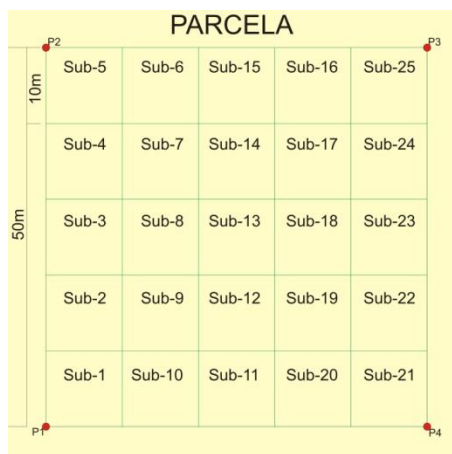 PARCELA
P2 P3
Sub-5 Sub-6 Sub-15 Sub-16 Sub-25
10m
Sub-4 Sub-7 Sub-14 Sub-17 Sub-24
50m
Sub-3 Sub-8 Sub-13 Sub-18 Sub-23
Sub-2 Sub-9 Sub-12 Sub-19 Sub-22
Sub-1 Sub-10 Sub-11 Sub-20 Sub-21
P1 P4